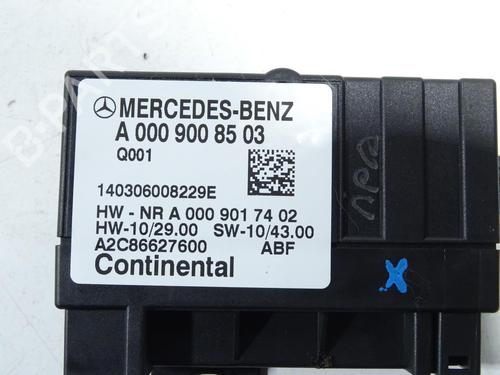 MERCEDES-BENZ
A 000 900 85 03
Q001
140306008229E
HW - NR A 000 901 74 02
HW-10/29.00 SW-10/43.00
A2C86627600 ABF
Continental
B-PARTS